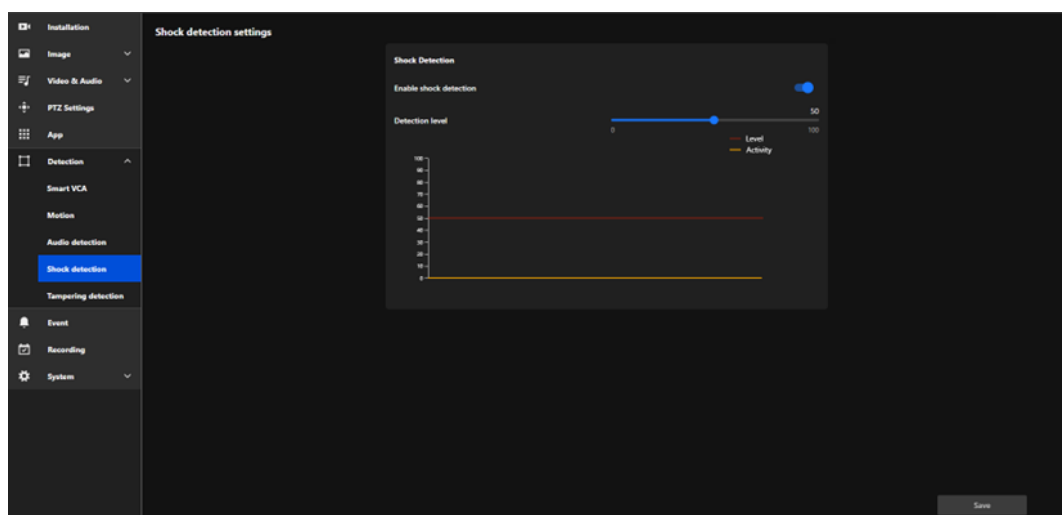 Installation
Image
Video & Audio
PTZ Settings
App
Detection
Smart VCA
Motion
Audio detection
Shock detection
Tampering detection
Event
Recording
System
Shock detection settings
Shock Detection
Enable shock detection
Detection level
50
0
100
Level
Activity
100
90
80
70
60
50
40
30
20
10
0
Save